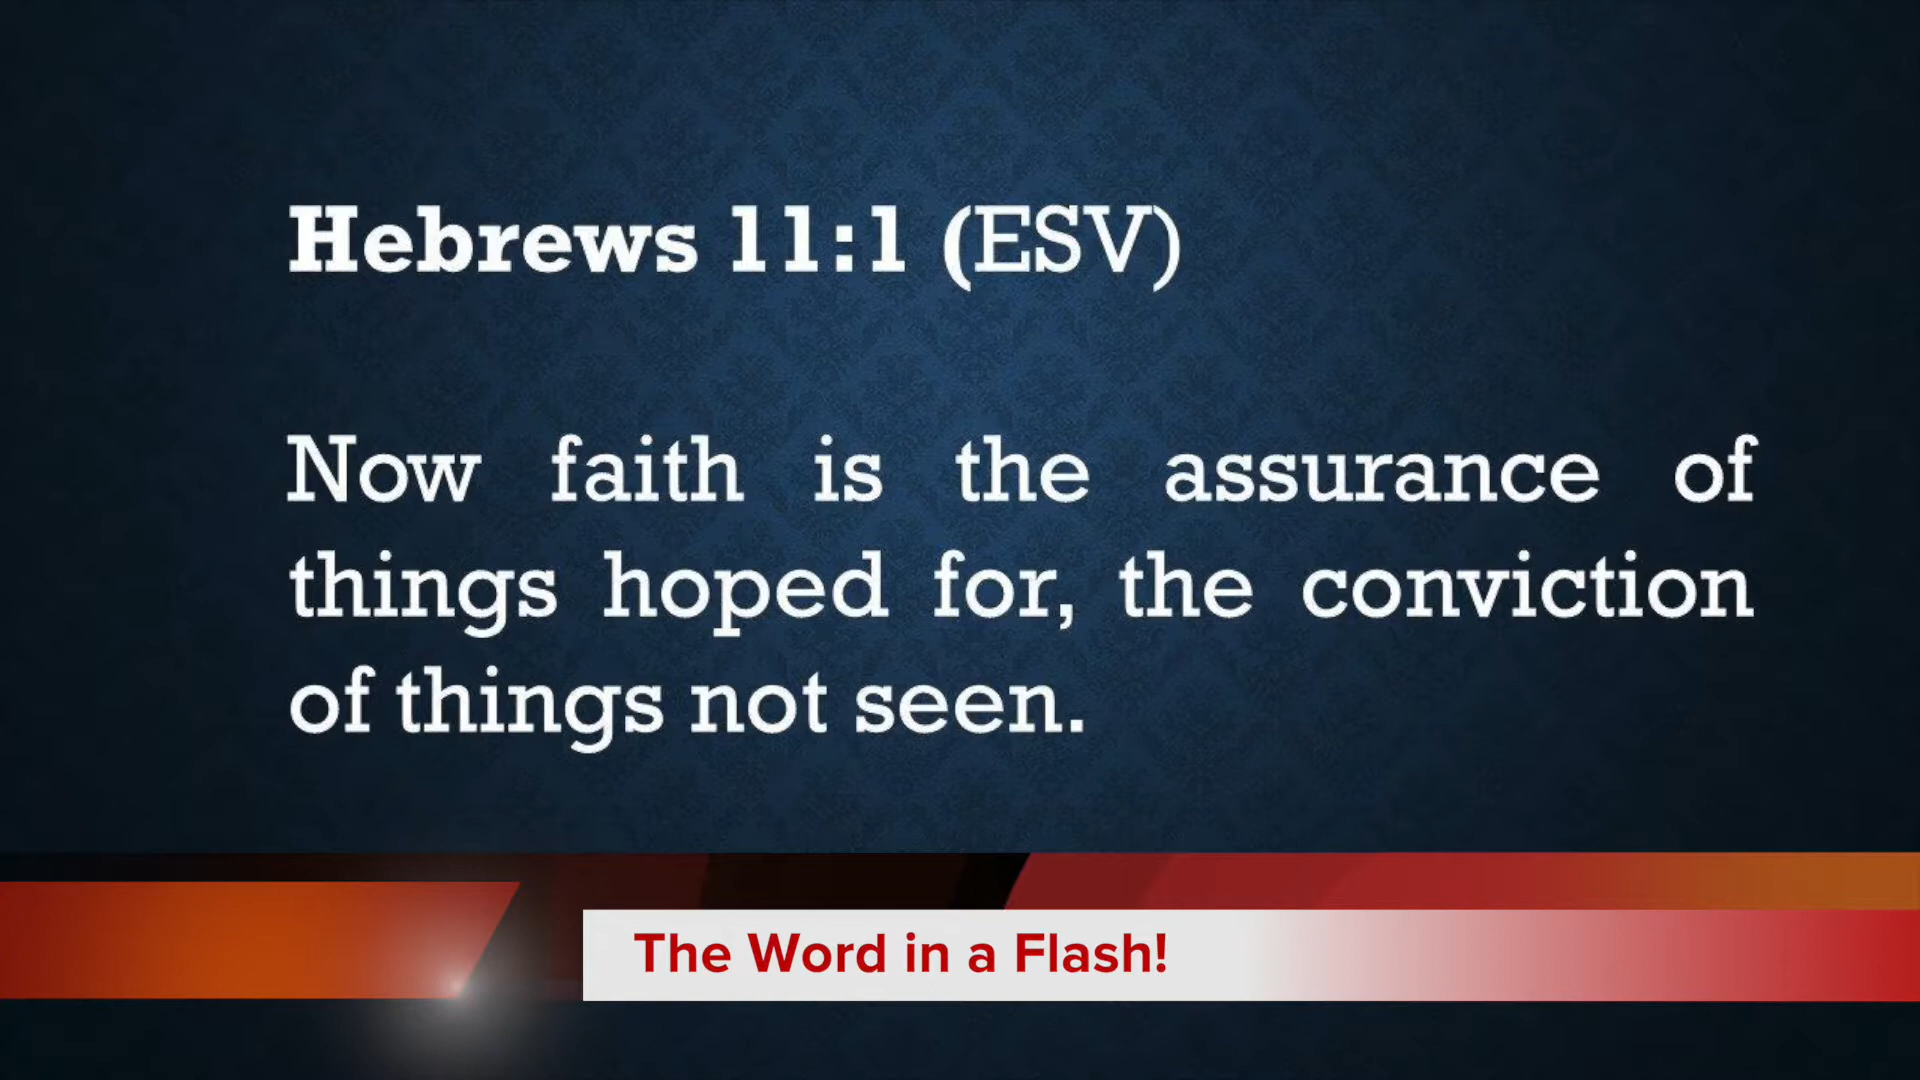 Hebrews 11:1 (ESV)
Now faith is the assurance of
things hoped for, the conviction
of things not seen.
The Word in a Flash!